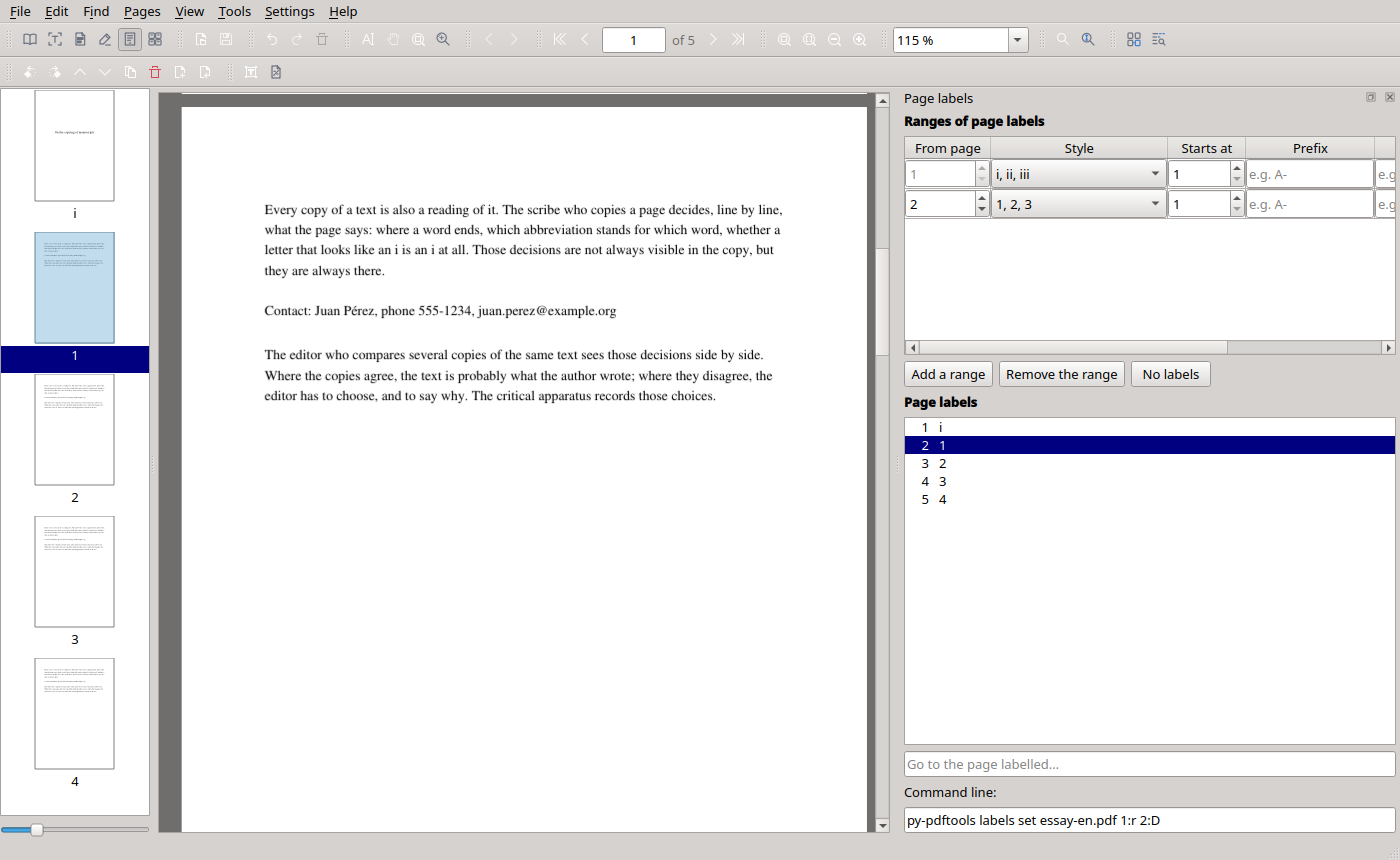 File Edit Find Pages View Tools Settings Help
1 of 5 115 %
i
1
2
3
4
Every copy of a text is also a reading of it. The scribe who copies a page decides, line by line,
what the page says: where a word ends, which abbreviation stands for which word, whether a
letter that looks like an i is an i at all. Those decisions are not always visible in the copy, but
they are always there.
Contact: Juan Pérez, phone 555-1234, juan.perez@example.org
The editor who compares several copies of the same text sees those decisions side by side.
Where the copies agree, the text is probably what the author wrote; where they disagree, the
editor has to choose, and to say why. The critical apparatus records those choices.
Page labels
Ranges of page labels
From page Style Starts at Prefix
1 i, ii, iii 1 e.g. A- e.g
2 1, 2, 3 1 e.g. A- e.g
Add a range Remove the range No labels
Page labels
1 i
2 1
3 2
4 3
5 4
Go to the page labelled...
Command line:
py-pdftools labels set essay-en.pdf 1:r 2:D